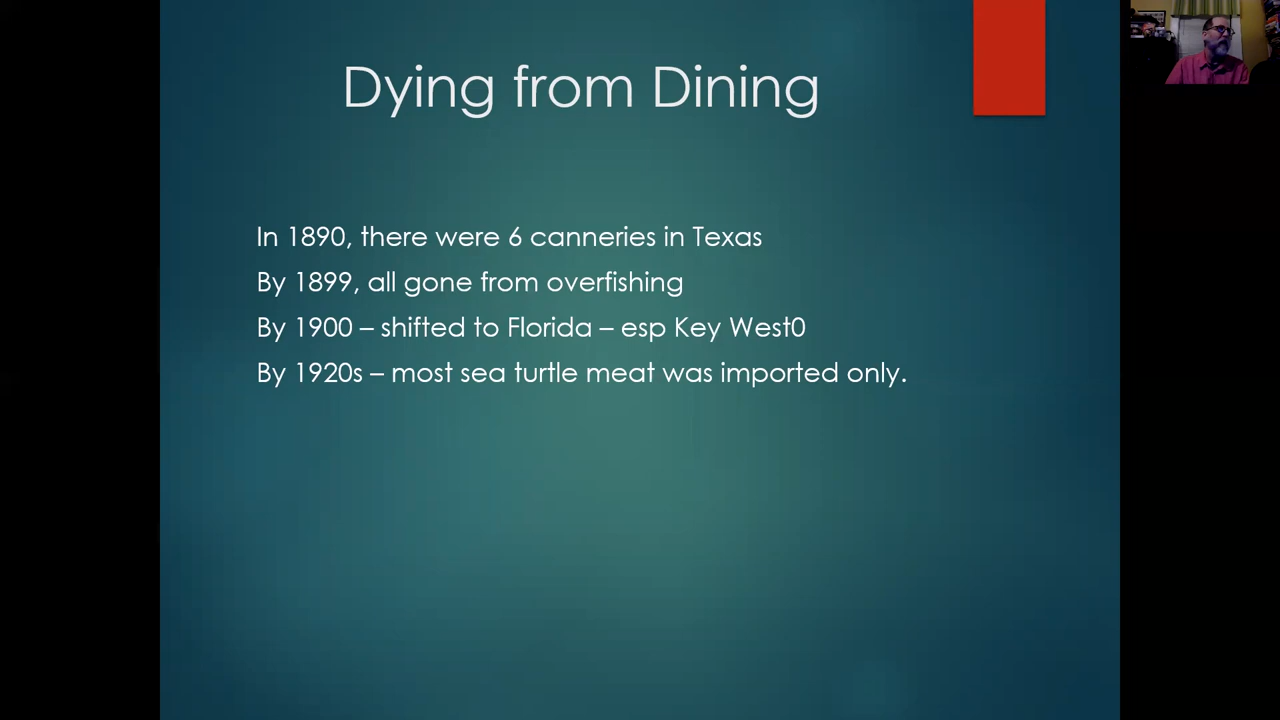 Dying from Dining
In 1890, there were 6 canneries in Texas
By 1899, all gone from overfishing
By 1900 – shifted to Florida – esp Key West0
By 1920s – most sea turtle meat was imported only.